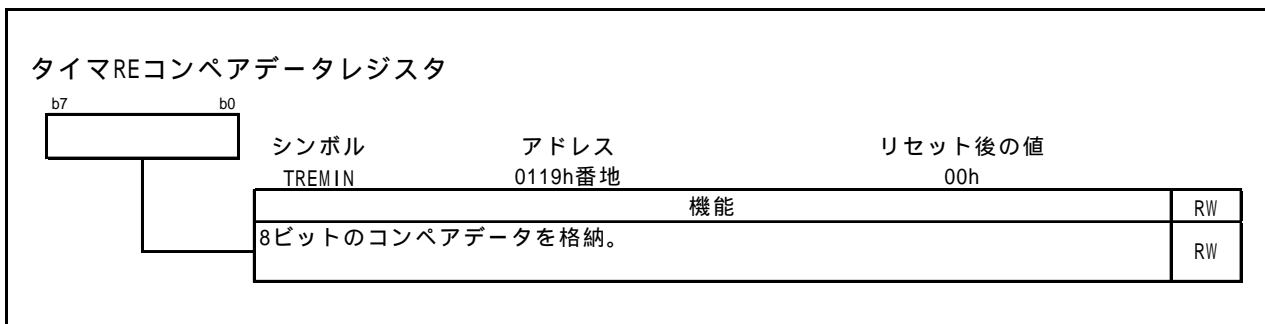 タイマREコンペアデータレジスタ
b7 b0
シンボル アドレス リセット後の値
TREMIN 0119h番地 00h
機能 RW
8ビットのコンペアデータを格納。 RW